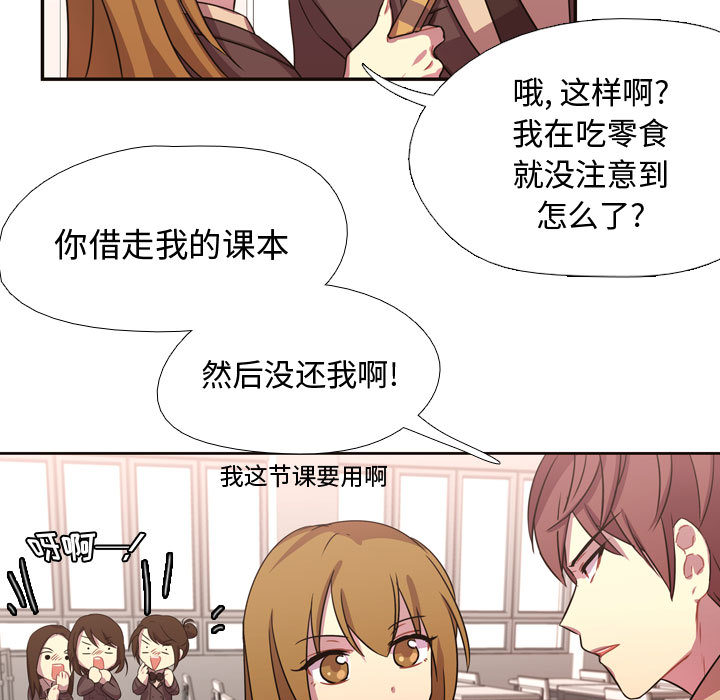 哦, 这样啊?
我在吃零食
就没注意到
怎么了?
你借走我的课本
然后没还我啊!
我这节课要用啊
呀啊——!